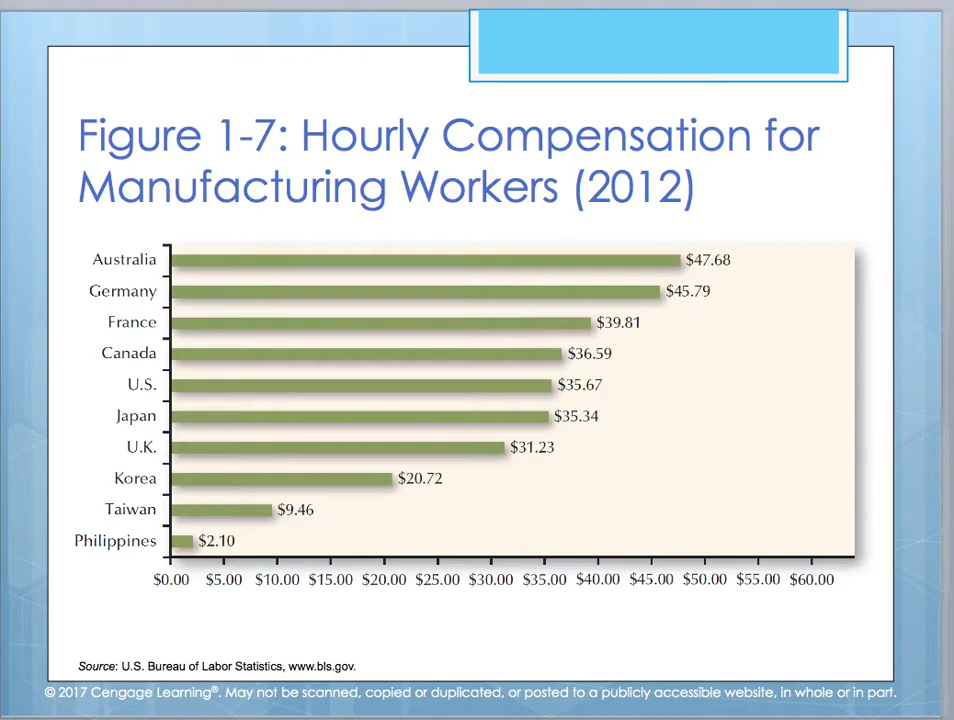 Figure 1-7: Hourly Compensation for
Manufacturing Workers (2012)
Australia $47.68
Germany $45.79
France $39.81
Canada $36.59
U.S. $35.67
Japan $35.34
U.K. $31.23
Korea $20.72
Taiwan $9.46
Philippines $2.10
$0.00 $5.00 $10.00 $15.00 $20.00 $25.00 $30.00 $35.00 $40.00 $45.00 $50.00 $55.00 $60.00
Source: U.S. Bureau of Labor Statistics, www.bls.gov.
© 2017 Cengage Learning®. May not be scanned, copied or duplicated, or posted to a publicly accessible website, in whole or in part.